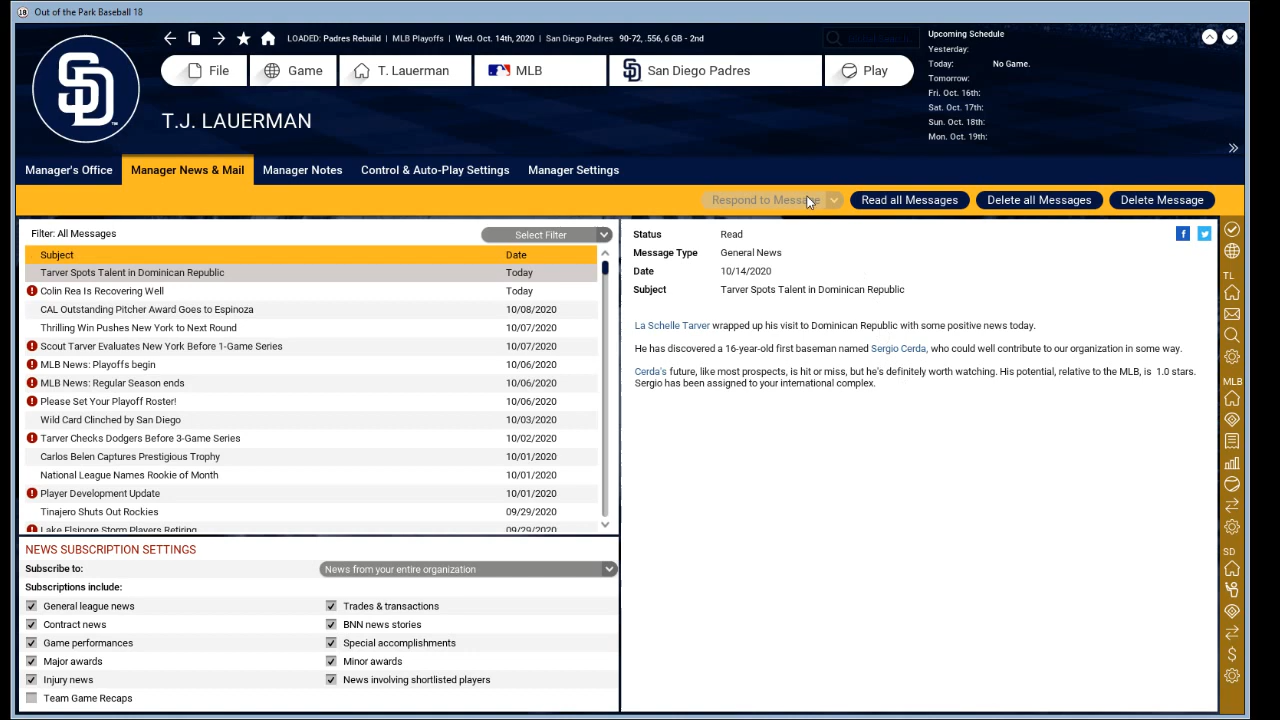 Out of the Park Baseball 18
LOADED: Padres Rebuild | MLB Playoffs | Wed. Oct. 14th, 2020 | San Diego Padres 90-72, .556, 6 GB - 2nd
File
Game
T. Lauerman
MLB
San Diego Padres
Play
Upcoming Schedule
Yesterday:
Today: No Game.
Tomorrow:
Fri. Oct. 16th:
Sat. Oct. 17th:
Sun. Oct. 18th:
Mon. Oct. 19th:
SD
T.J. LAUERMAN
Manager's Office
Manager News & Mail
Manager Notes
Control & Auto-Play Settings
Manager Settings
Respond to Message
Read all Messages
Delete all Messages
Delete Message
Filter: All Messages
Select Filter
Subject Date
Tarver Spots Talent in Dominican Republic Today
Colin Rea Is Recovering Well Today
CAL Outstanding Pitcher Award Goes to Espinoza 10/08/2020
Thrilling Win Pushes New York to Next Round 10/07/2020
Scout Tarver Evaluates New York Before 1-Game Series 10/07/2020
MLB News: Playoffs begin 10/06/2020
MLB News: Regular Season ends 10/06/2020
Please Set Your Playoff Roster! 10/06/2020
Wild Card Clinched by San Diego 10/03/2020
Tarver Checks Dodgers Before 3-Game Series 10/02/2020
Carlos Belen Captures Prestigious Trophy 10/01/2020
National League Names Rookie of Month 10/01/2020
Player Development Update 10/01/2020
Tinajero Shuts Out Rockies 09/29/2020
Lake Elsinore Storm Players Retiring 09/29/2020
NEWS SUBSCRIPTION SETTINGS
Subscribe to: News from your entire organization
Subscriptions include:
General league news Trades & transactions
Contract news BNN news stories
Game performances Special accomplishments
Major awards Minor awards
Injury news News involving shortlisted players
Team Game Recaps
Status Read
Message Type General News
Date 10/14/2020
Subject Tarver Spots Talent in Dominican Republic
La Schelle Tarver wrapped up his visit to Dominican Republic with some positive news today.
He has discovered a 16-year-old first baseman named Sergio Cerda, who could well contribute to our organization in some way.
Cerda's future, like most prospects, is hit or miss, but he's definitely worth watching. His potential, relative to the MLB, is 1.0 stars.
Sergio has been assigned to your international complex.
TL
MLB
SD